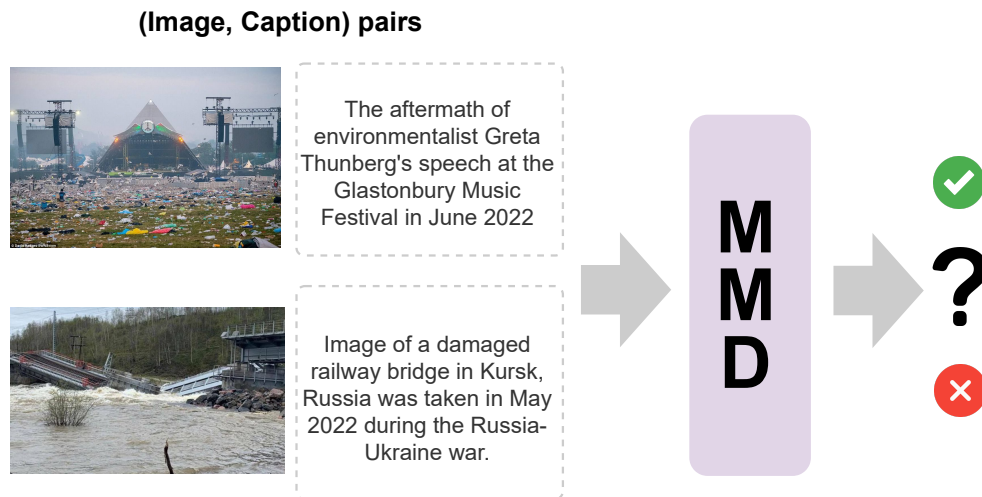 (Image, Caption) pairs
The aftermath of
environmentalist Greta
Thunberg's speech at the
Glastonbury Music
Festival in June 2022
Image of a damaged
railway bridge in Kursk,
Russia was taken in May
2022 during the Russia-
Ukraine war.
M
M
D
?